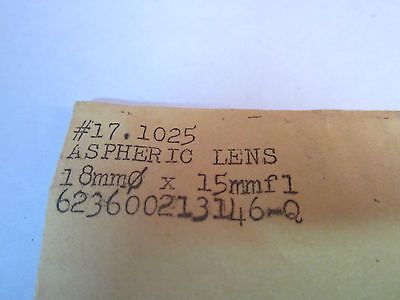 #17.1025
ASPHERIC LENS
18mmø x 15mmfl
623600213146-Q